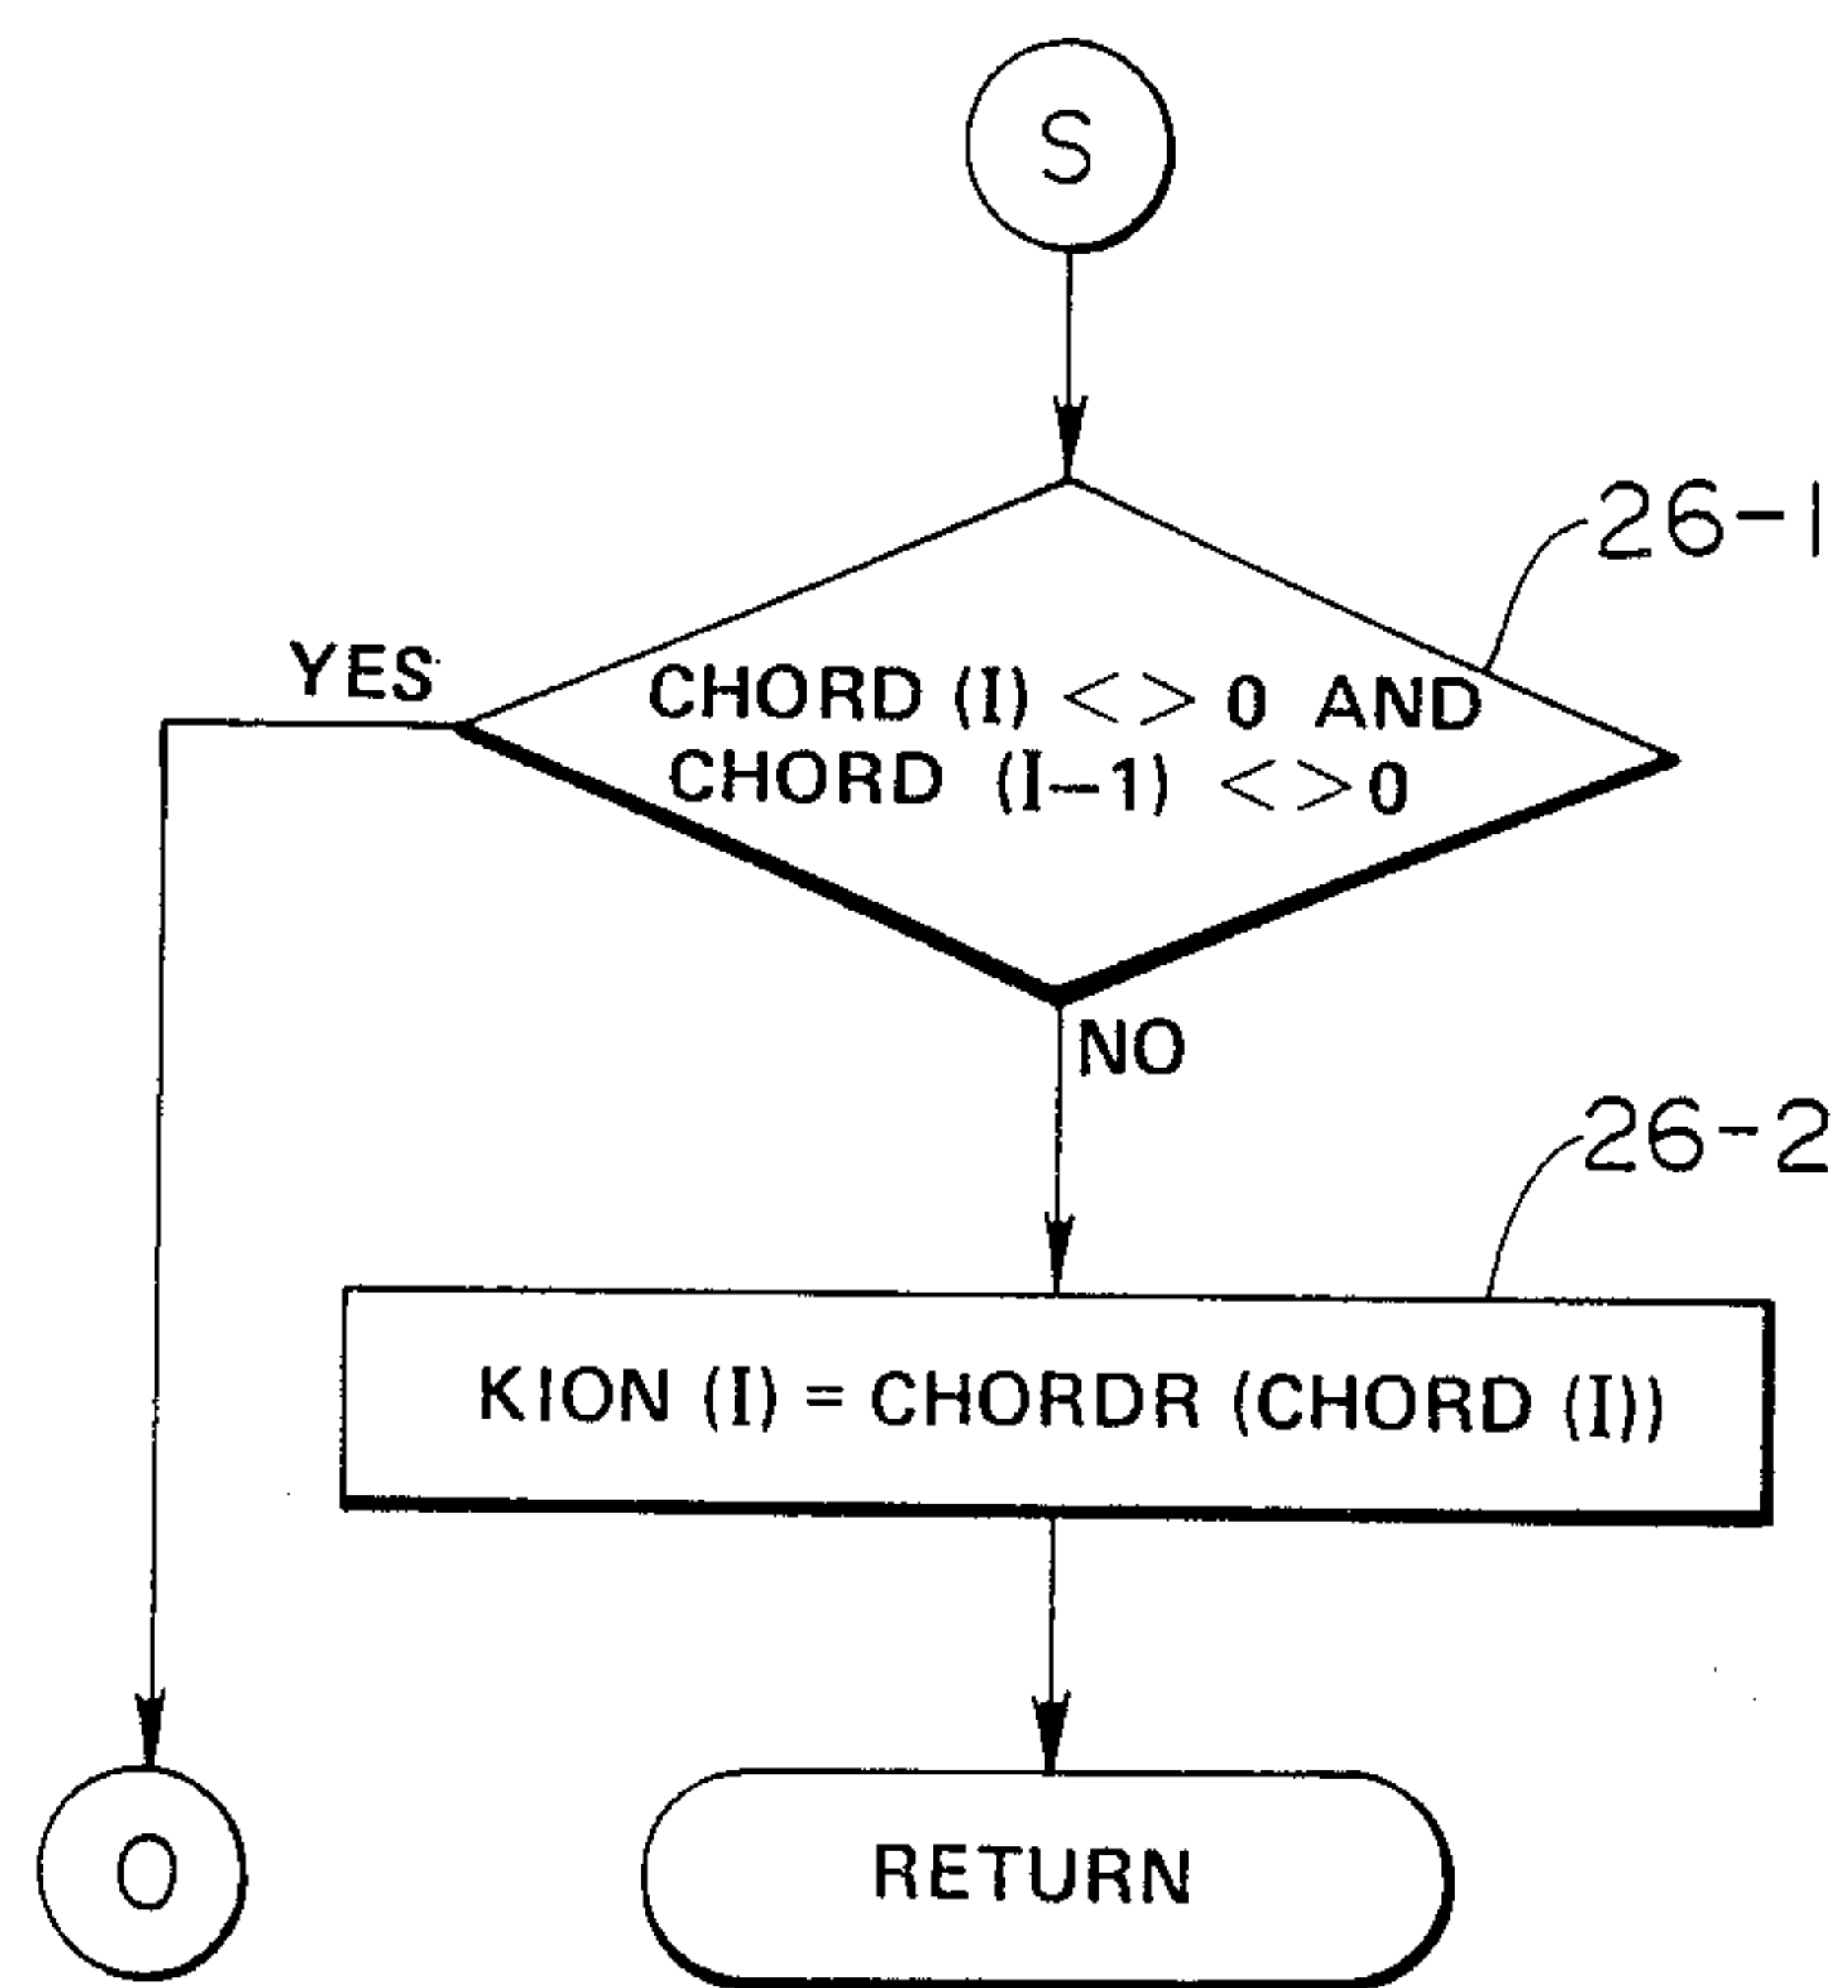 S
26-1
YES
CHORD (I) <> 0 AND
CHORD (I-1) <> 0
NO
26-2
KION (I) = CHORDR (CHORD (I))
O
RETURN